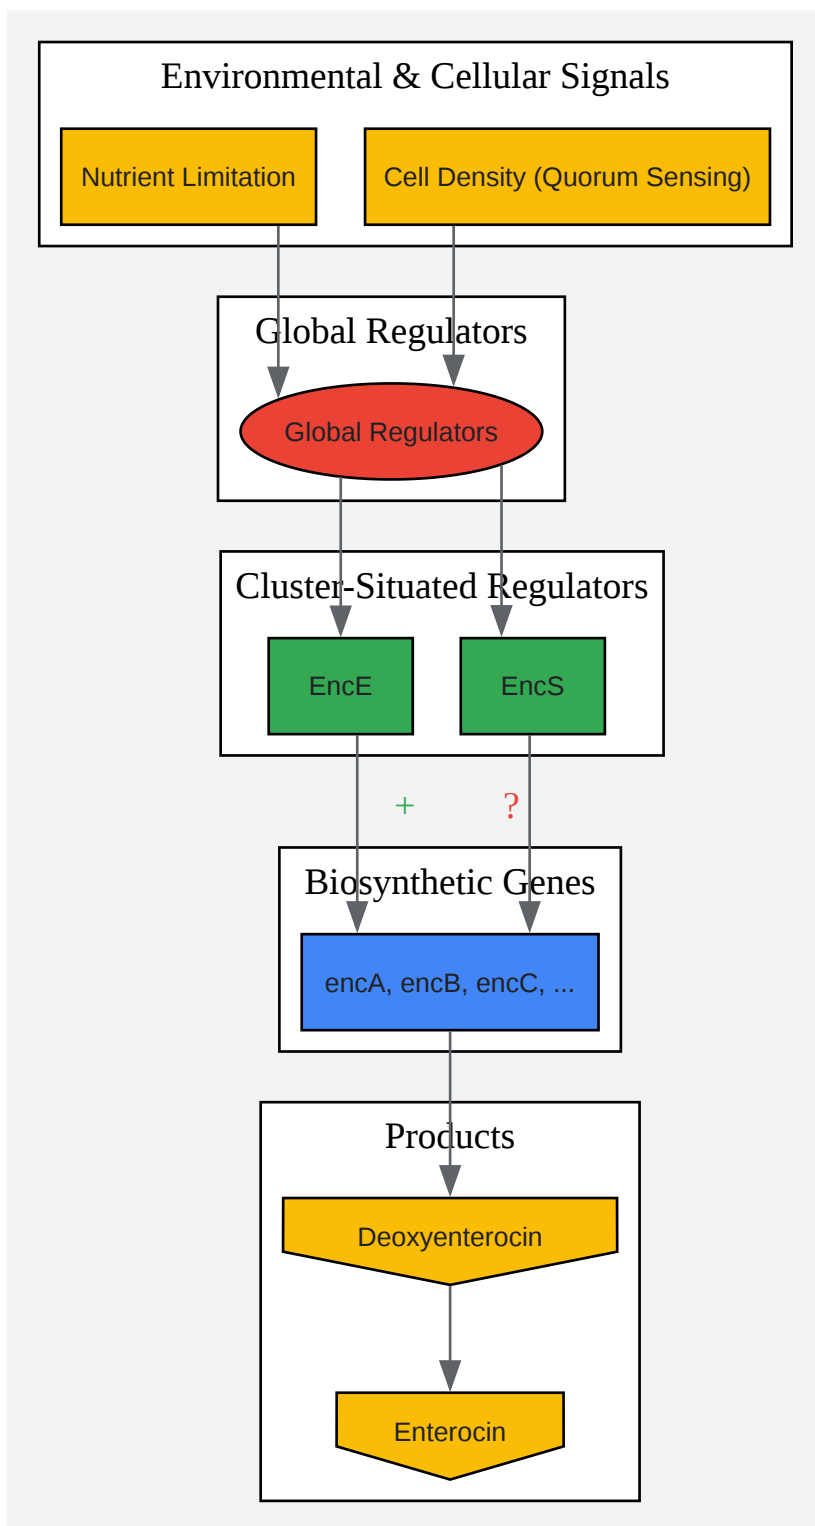 Environmental & Cellular Signals
Nutrient Limitation
Cell Density (Quorum Sensing)
Global Regulators
Global Regulators
Cluster-Situated Regulators
EncE
EncS
+
?
Biosynthetic Genes
encA, encB, encC, ...
Products
Deoxyenterocin
Enterocin